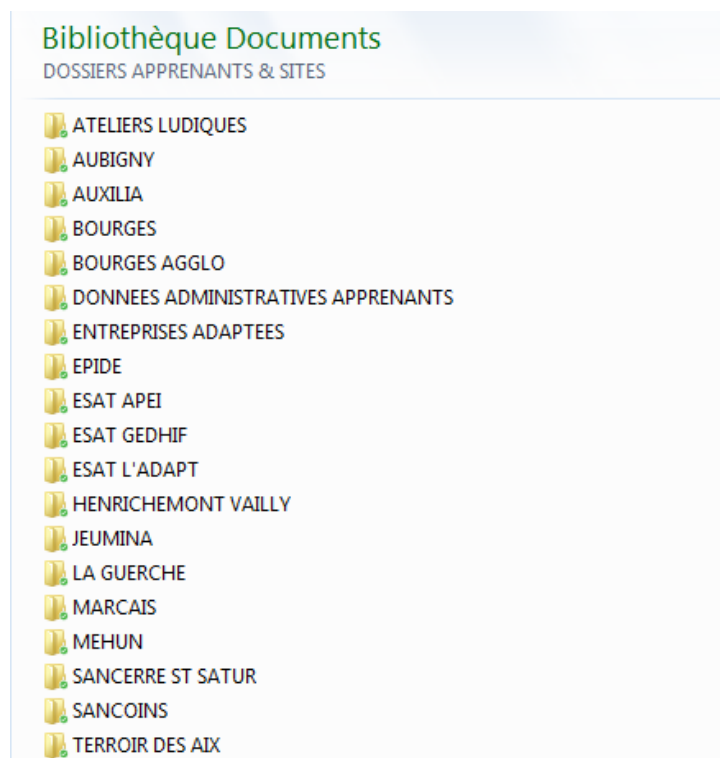 Bibliothèque Documents
DOSSIERS APPRENANTS & SITES
ATELIERS LUDIQUES
AUBIGNY
AUXILIA
BOURGES
BOURGES AGGLO
DONNEES ADMINISTRATIVES APPRENANTS
ENTREPRISES ADAPTEES
EPIDE
ESAT APEI
ESAT GEDHIF
ESAT L'ADAPT
HENRICHEMONT VAILLY
JEUMINA
LA GUERCHE
MARCAIS
MEHUN
SANCERRE ST SATUR
SANCOINS
TERROIR DES AIX